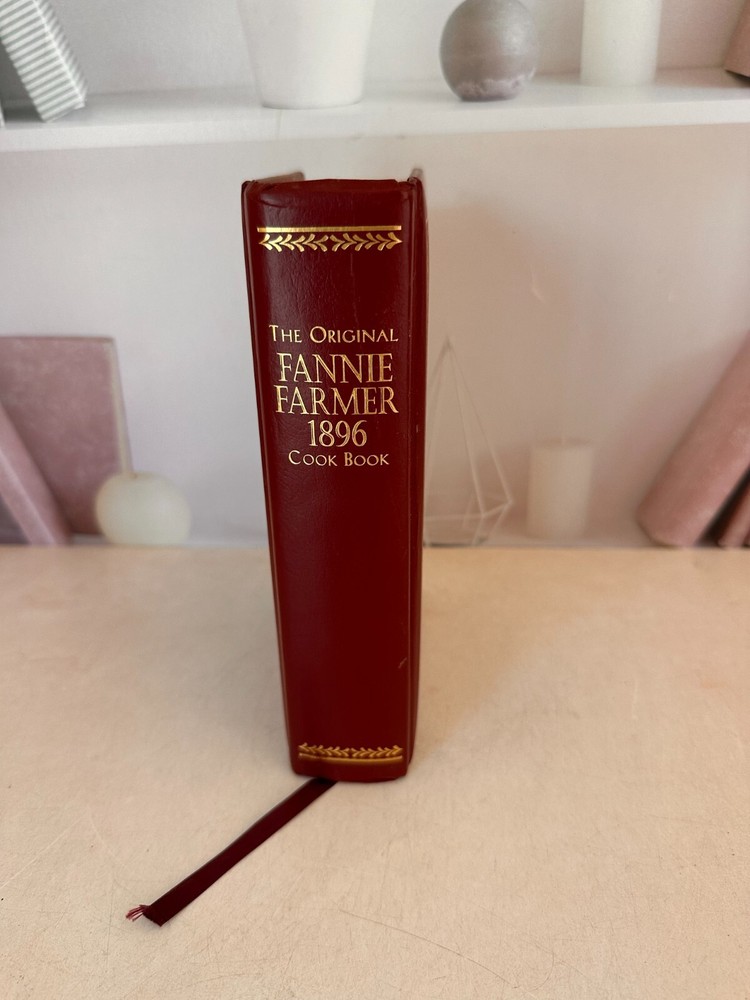 The Original
FANNIE
FARMER
1896
Cook Book